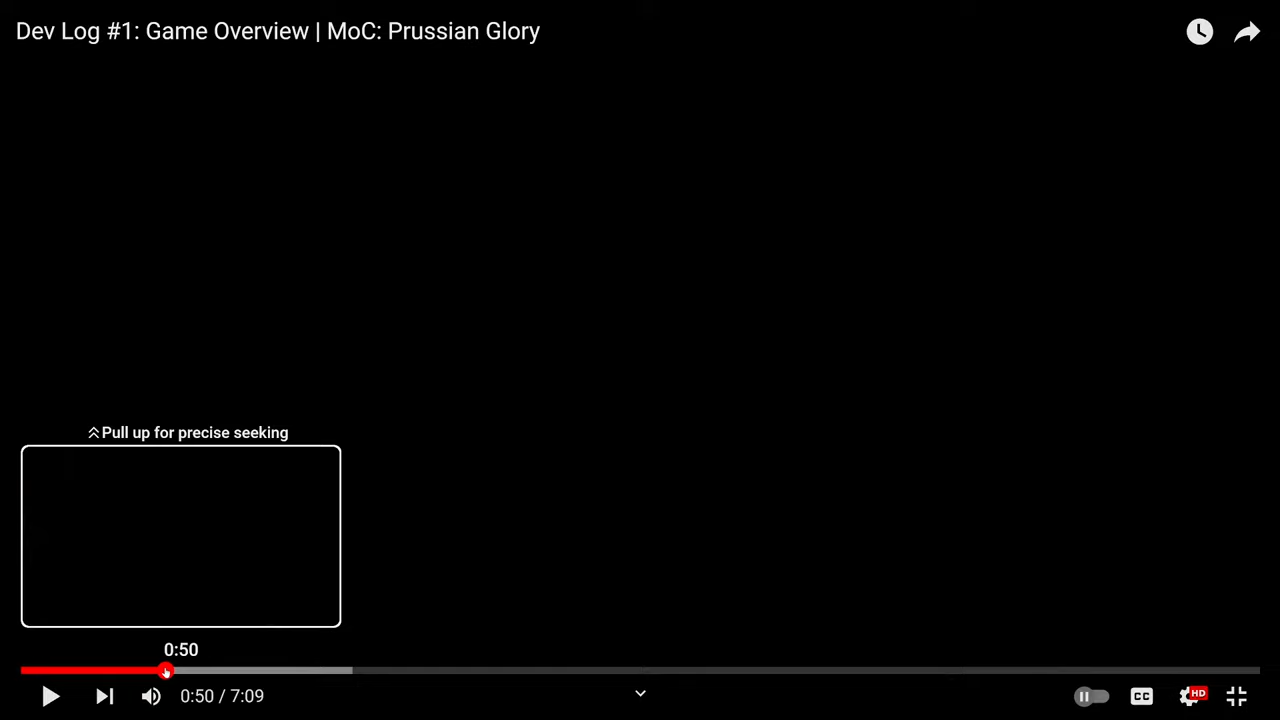 Dev Log #1: Game Overview | MoC: Prussian Glory
Pull up for precise seeking
0:50
0:50 / 7:09
CC
HD